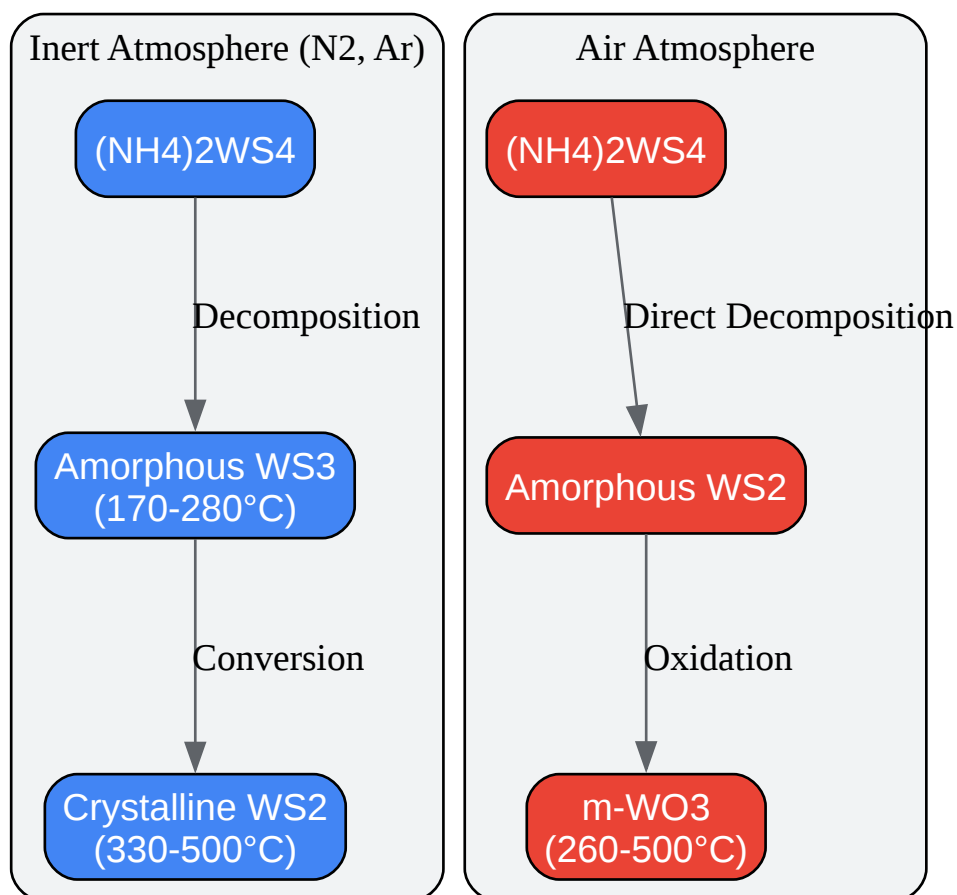 Inert Atmosphere (N2, Ar)
(NH4)2WS4
Decomposition
Amorphous WS3
(170-280°C)
Conversion
Crystalline WS2
(330-500°C)
Air Atmosphere
(NH4)2WS4
Direct Decomposition
Amorphous WS2
Oxidation
m-WO3
(260-500°C)